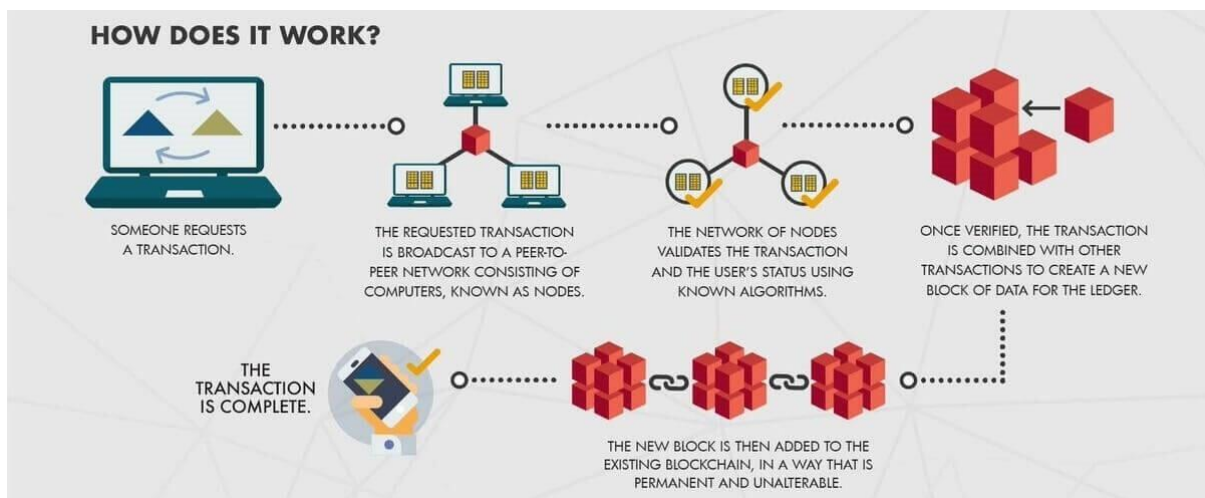 HOW DOES IT WORK?
SOMEONE REQUESTS
A TRANSACTION.
THE REQUESTED TRANSACTION
IS BROADCAST TO A PEER-TO-
PEER NETWORK CONSISTING OF
COMPUTERS, KNOWN AS NODES.
THE NETWORK OF NODES
VALIDATES THE TRANSACTION
AND THE USER'S STATUS USING
KNOWN ALGORITHMS.
ONCE VERIFIED, THE TRANSACTION
IS COMBINED WITH OTHER
TRANSACTIONS TO CREATE A NEW
BLOCK OF DATA FOR THE LEDGER.
THE NEW BLOCK IS THEN ADDED TO THE
EXISTING BLOCKCHAIN, IN A WAY THAT IS
PERMANENT AND UNALTERABLE.
THE
TRANSACTION
IS COMPLETE.